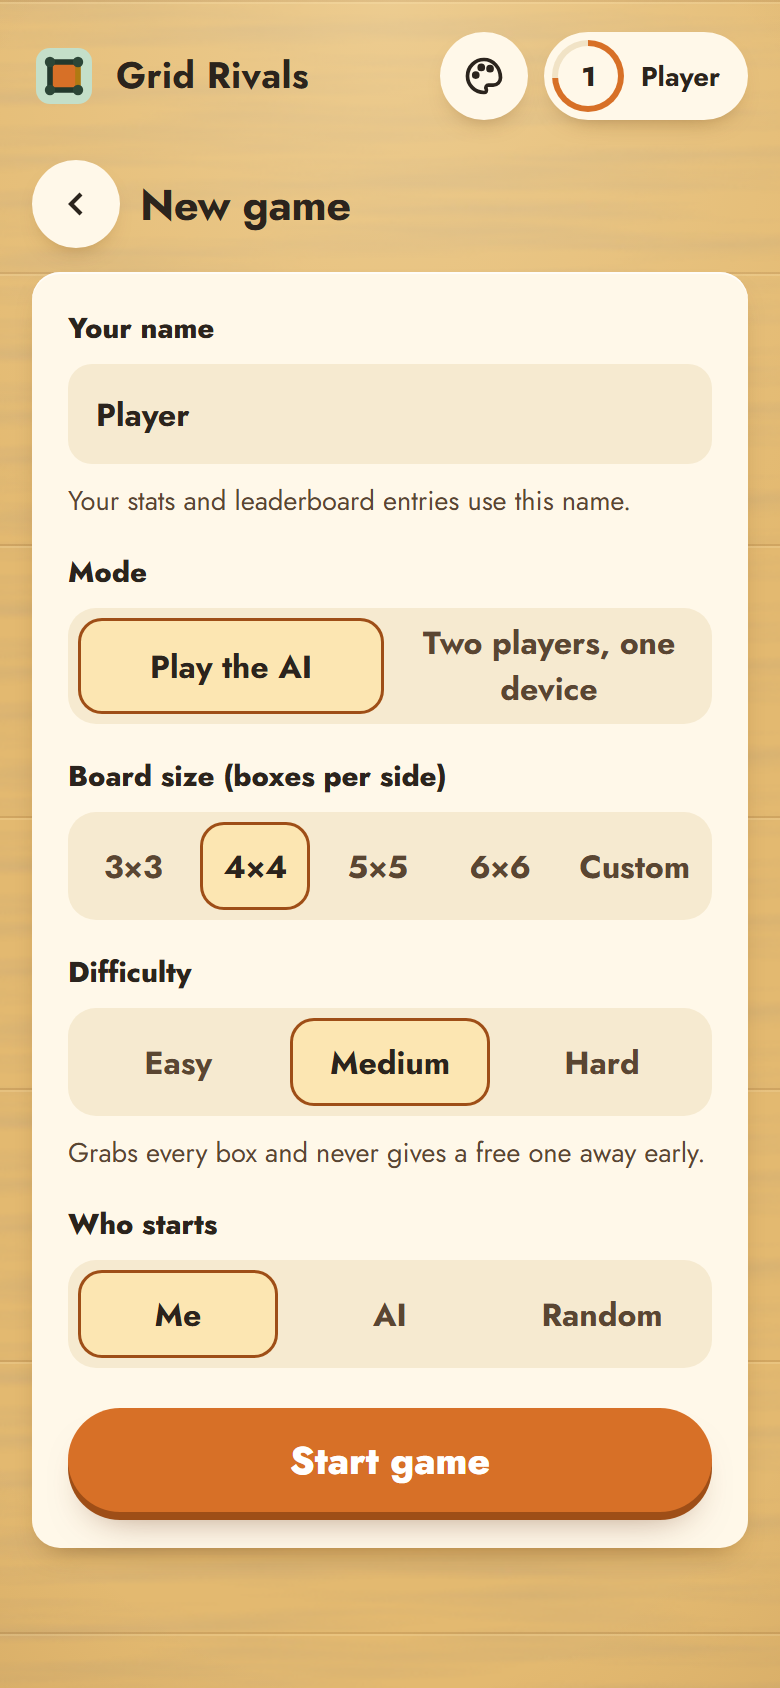 Grid Rivals
1 Player
New game
Your name
Player
Your stats and leaderboard entries use this name.
Mode
Play the AI
Two players, one
device
Board size (boxes per side)
3×3 4×4 5×5 6×6 Custom
Difficulty
Easy Medium Hard
Grabs every box and never gives a free one away early.
Who starts
Me AI Random
Start game